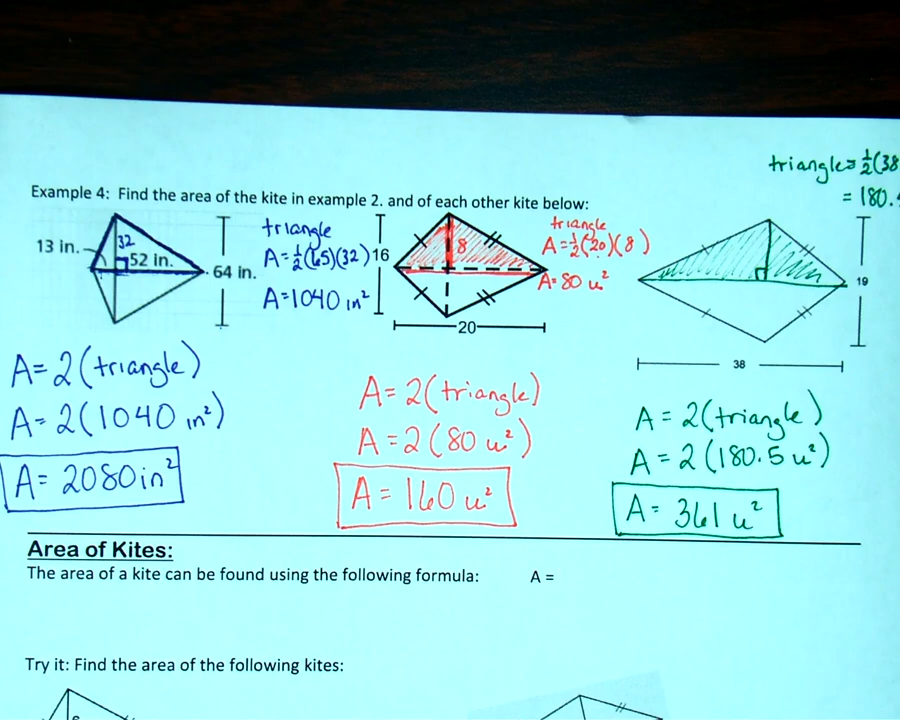 triangle = ½(38
= 180.
Example 4: Find the area of the kite in example 2. and of each other kite below:
13 in.
32
52 in.
64 in.
triangle
A=½(65)(32)
A=1040 in²
16
8
20
triangle
A=½(20)(8)
A=80 u²
19
38
A=2(triangle)
A=2(1040 in²)
A=2080in²
A=2(triangle)
A=2(80 u²)
A=160 u²
A=2(triangle)
A=2(180.5 u²)
A=361 u²
Area of Kites:
The area of a kite can be found using the following formula: A =
Try it: Find the area of the following kites: